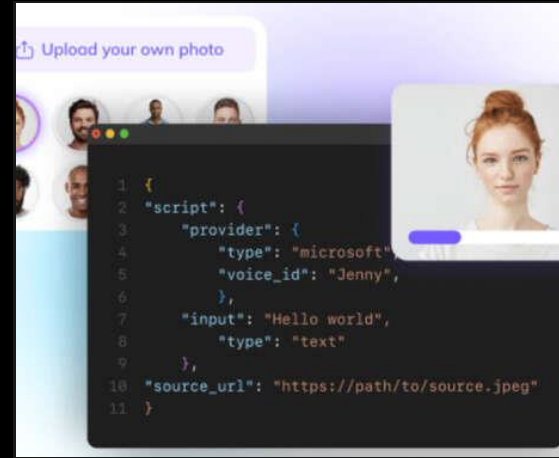 Upload your own photo
1 {
2 "script": {
3 "provider": {
4 "type": "microsoft",
5 "voice_id": "Jenny",
6 },
7 "input": "Hello world",
8 "type": "text"
9 },
10 "source_url": "https://path/to/source.jpeg"
11 }